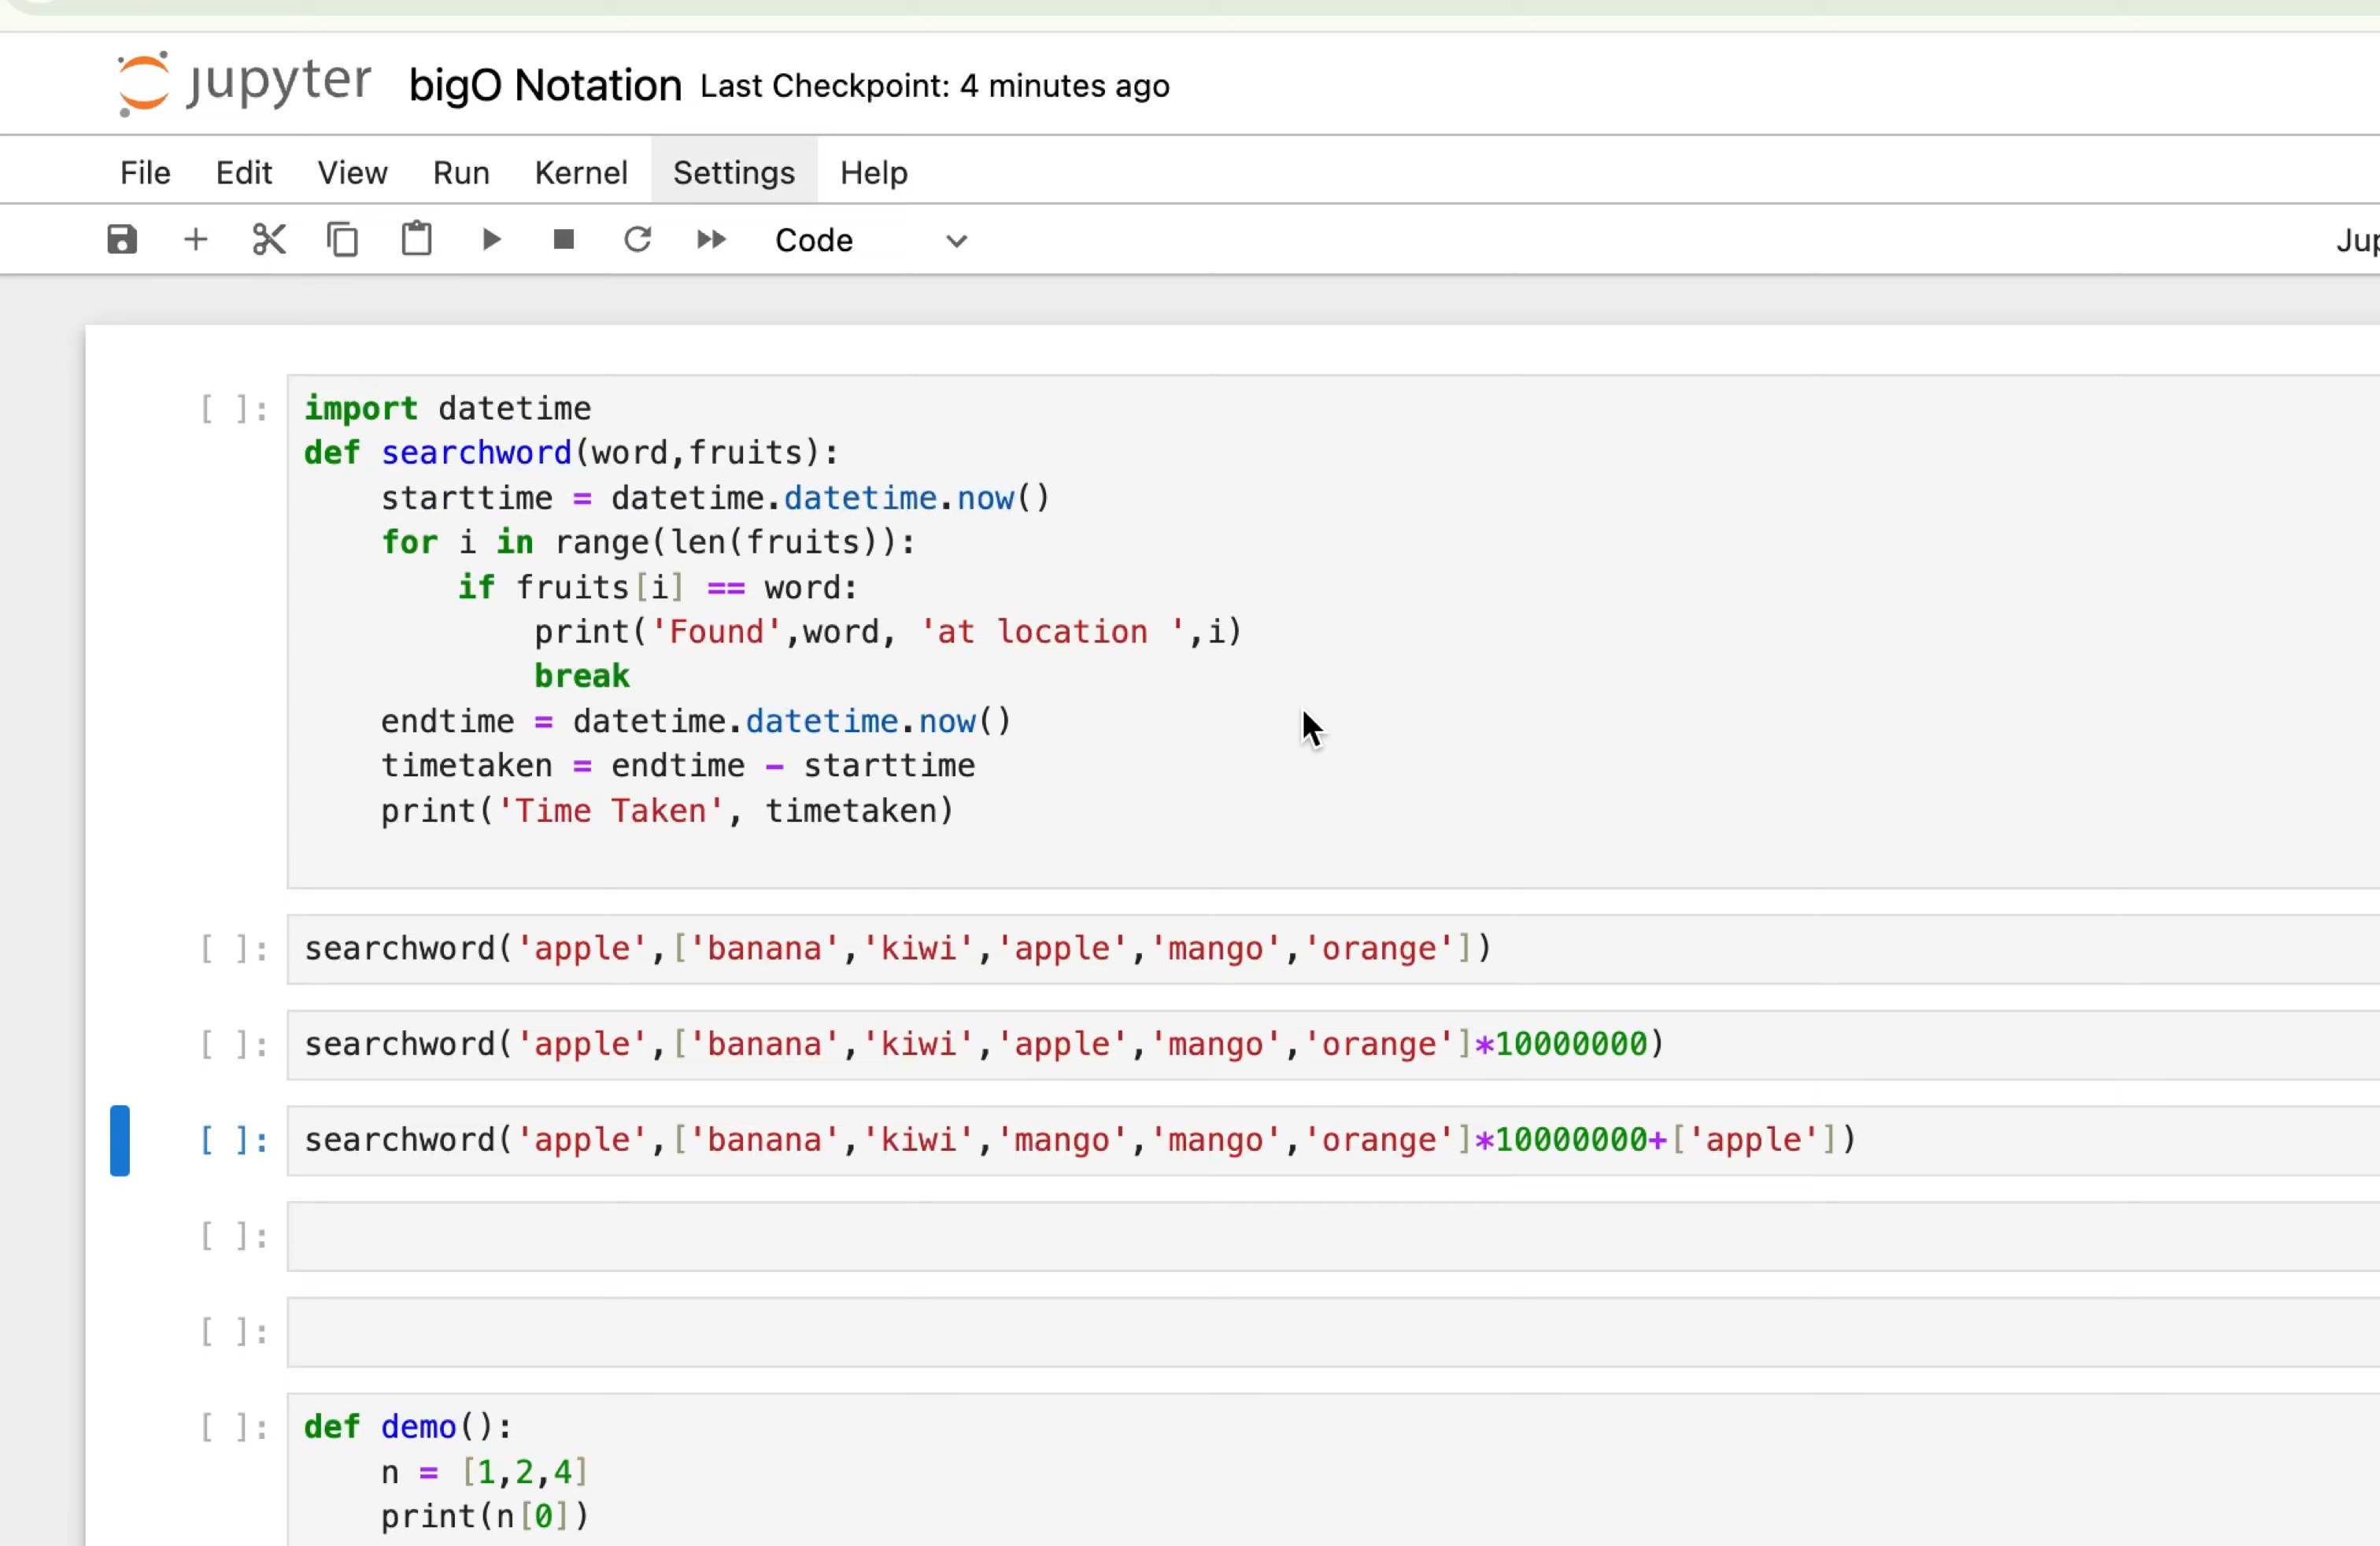 jupyter bigO Notation Last Checkpoint: 4 minutes ago
File Edit View Run Kernel Settings Help
Code
[ ]: import datetime
def searchword(word,fruits):
    starttime = datetime.datetime.now()
    for i in range(len(fruits)):
        if fruits[i] == word:
            print('Found',word, 'at location ',i)
            break
    endtime = datetime.datetime.now()
    timetaken = endtime - starttime
    print('Time Taken', timetaken)
[ ]: searchword('apple',['banana','kiwi','apple','mango','orange'])
[ ]: searchword('apple',['banana','kiwi','apple','mango','orange']*10000000)
[ ]: searchword('apple',['banana','kiwi','mango','mango','orange']*10000000+['apple'])
[ ]:
[ ]:
[ ]: def demo():
    n = [1,2,4]
    print(n[0])